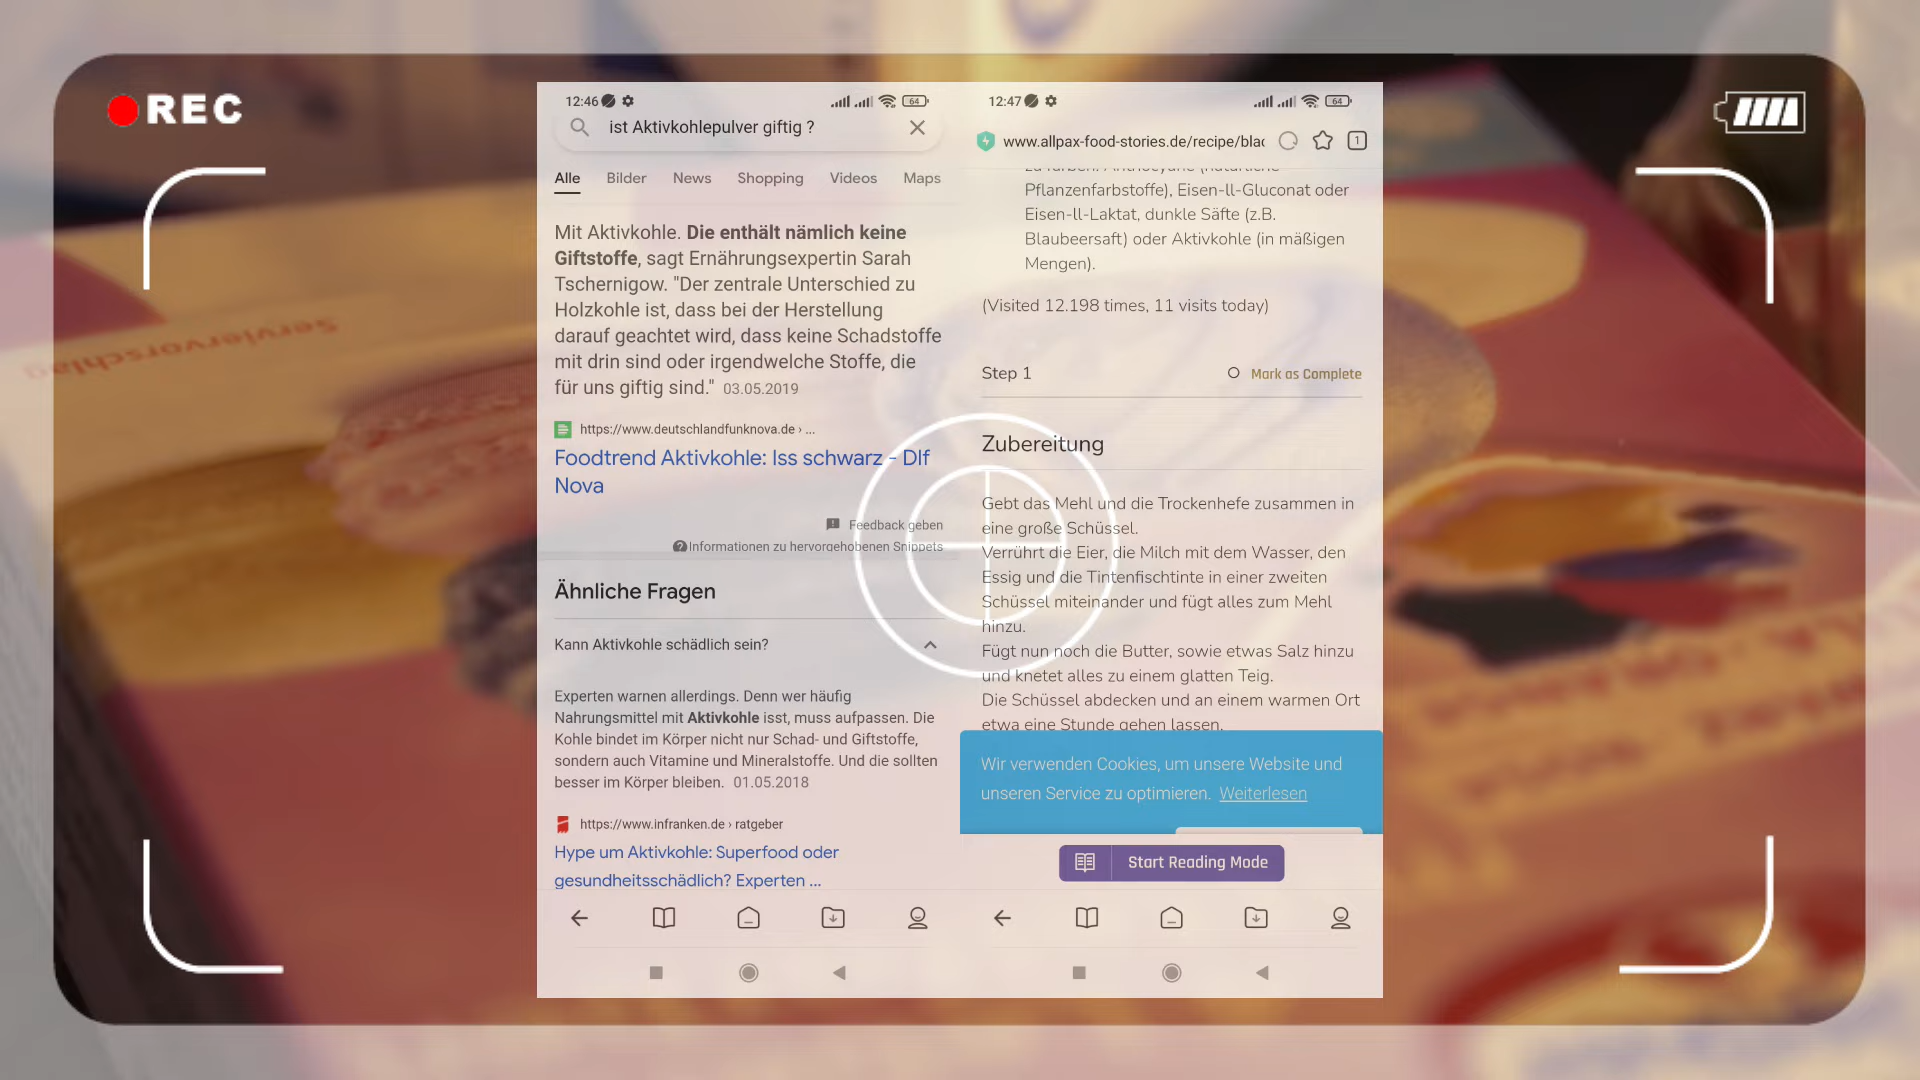 REC
12:46
64
ist Aktivkohlepulver giftig ?
Alle Bilder News Shopping Videos Maps
Mit Aktivkohle. Die enthält nämlich keine
Giftstoffe, sagt Ernährungsexpertin Sarah
Tschernigow. "Der zentrale Unterschied zu
Holzkohle ist, dass bei der Herstellung
darauf geachtet wird, dass keine Schadstoffe
mit drin sind oder irgendwelche Stoffe, die
für uns giftig sind." 03.05.2019
https://www.deutschlandfunknova.de › ...
Foodtrend Aktivkohle: Iss schwarz - Dlf
Nova
Feedback geben
Informationen zu hervorgehobenen Snippets
Ähnliche Fragen
Kann Aktivkohle schädlich sein?
Experten warnen allerdings. Denn wer häufig
Nahrungsmittel mit Aktivkohle isst, muss aufpassen. Die
Kohle bindet im Körper nicht nur Schad- und Giftstoffe,
sondern auch Vitamine und Mineralstoffe. Und die sollten
besser im Körper bleiben. 01.05.2018
https://www.infranken.de › ratgeber
Hype um Aktivkohle: Superfood oder
gesundheitsschädlich? Experten ...
12:47
64
www.allpax-food-stories.de/recipe/blac
1
zu färben: Anthocyane (natürliche
Pflanzenfarbstoffe), Eisen-ll-Gluconat oder
Eisen-ll-Laktat, dunkle Säfte (z.B.
Blaubeersaft) oder Aktivkohle (in mäßigen
Mengen).
(Visited 12.198 times, 11 visits today)
Step 1 Mark as Complete
Zubereitung
Gebt das Mehl und die Trockenhefe zusammen in
eine große Schüssel.
Verrührt die Eier, die Milch mit dem Wasser, den
Essig und die Tintenfischtinte in einer zweiten
Schüssel miteinander und fügt alles zum Mehl
hinzu.
Fügt nun noch die Butter, sowie etwas Salz hinzu
und knetet alles zu einem glatten Teig.
Die Schüssel abdecken und an einem warmen Ort
etwa eine Stunde gehen lassen.
Wir verwenden Cookies, um unsere Website und
unseren Service zu optimieren. Weiterlesen
Start Reading Mode
Serviervorschlag